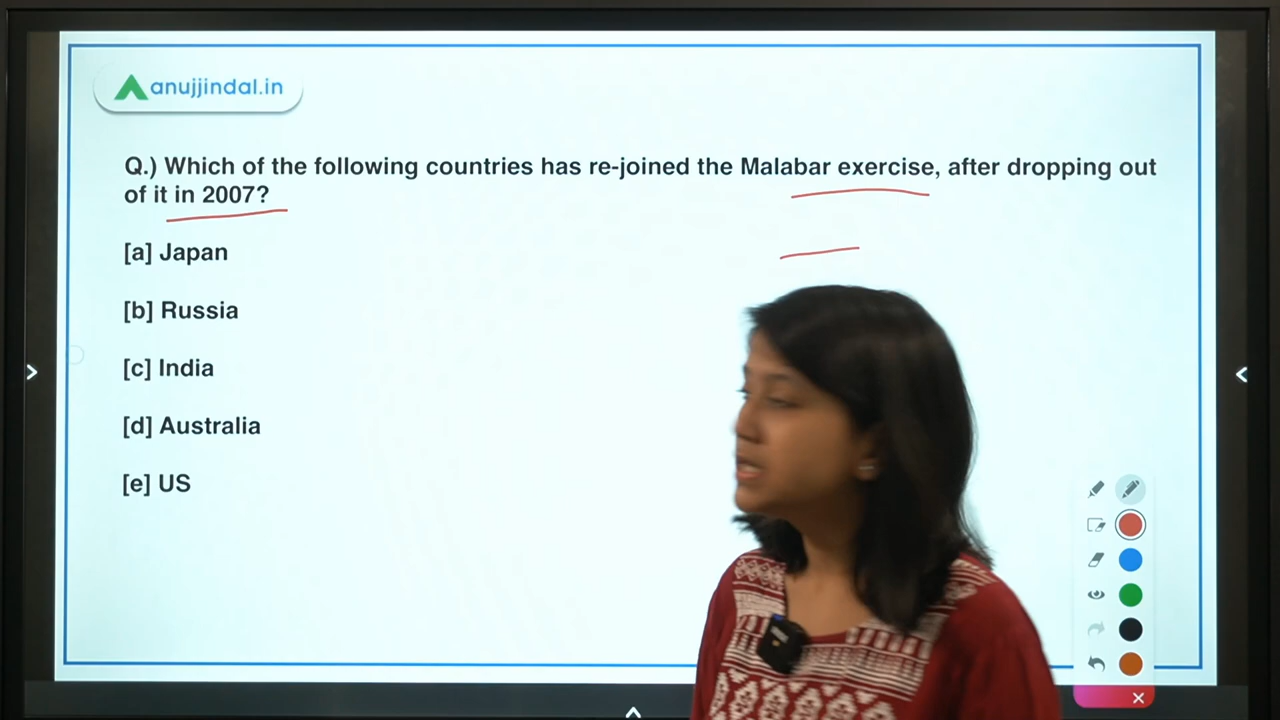 anujjindal.in
Q.) Which of the following countries has re-joined the Malabar exercise, after dropping out
of it in 2007?
[a] Japan
[b] Russia
[c] India
[d] Australia
[e] US